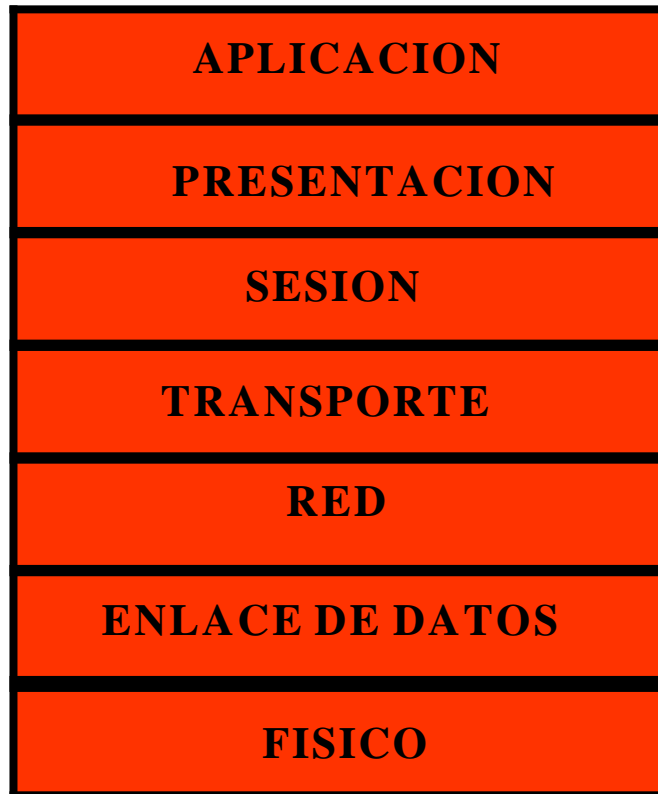 APLICACION
PRESENTACION
SESION
TRANSPORTE
RED
ENLACE DE DATOS
FISICO